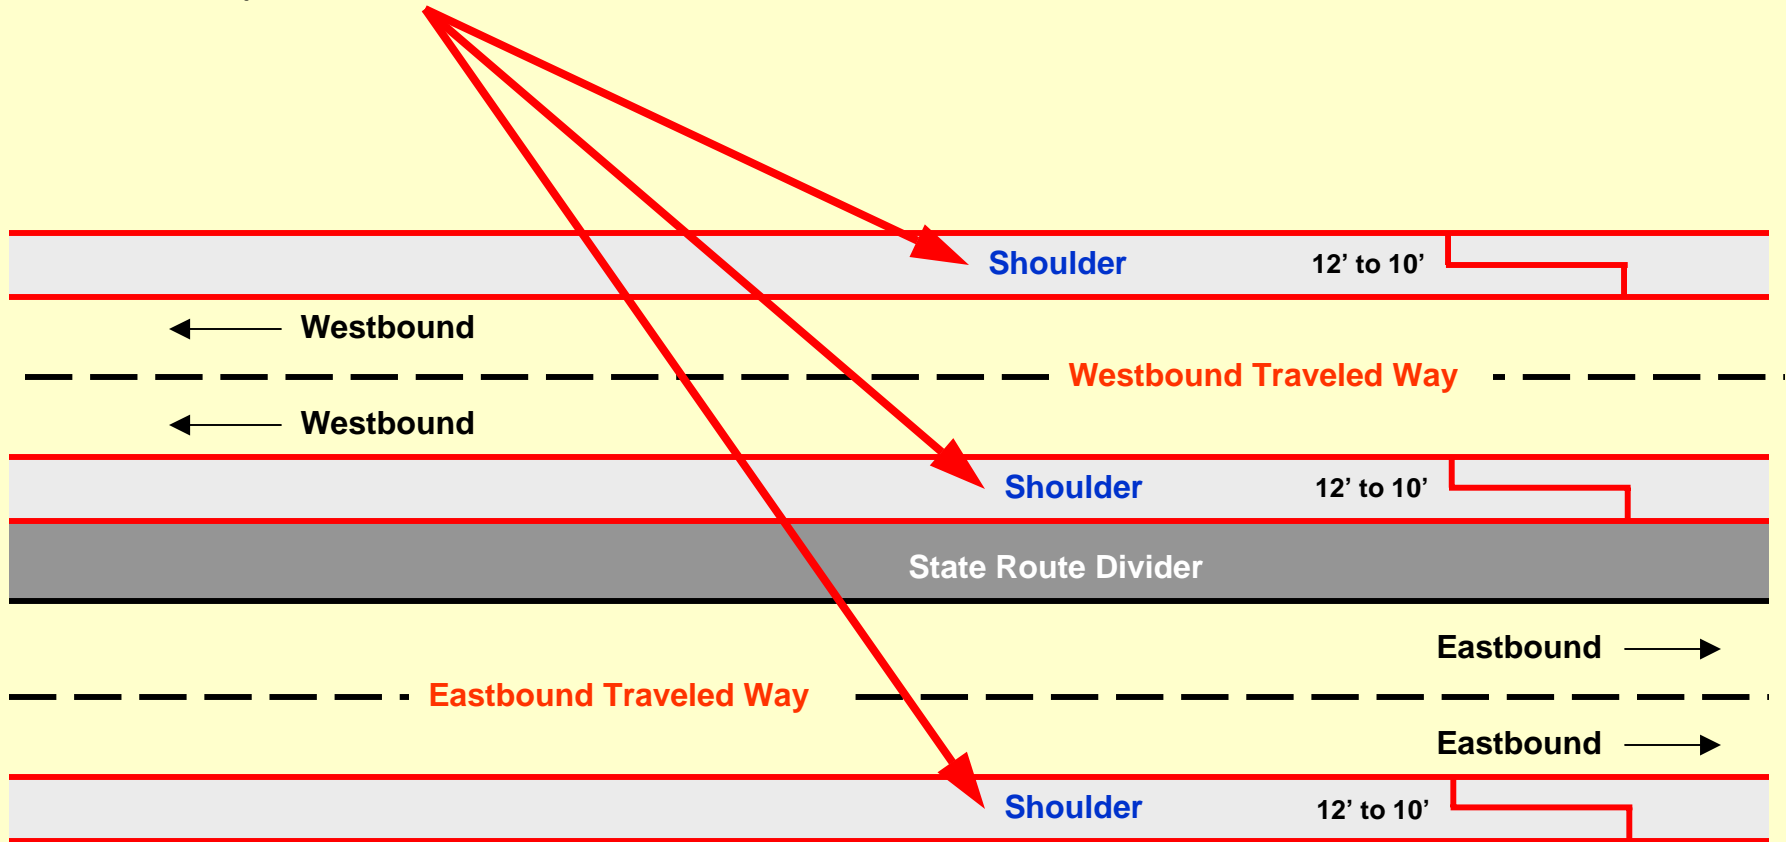 Shoulder 12’ to 10’
Westbound
Westbound Traveled Way
Westbound
Shoulder 12’ to 10’
State Route Divider
Eastbound
Eastbound Traveled Way
Eastbound
Shoulder 12’ to 10’